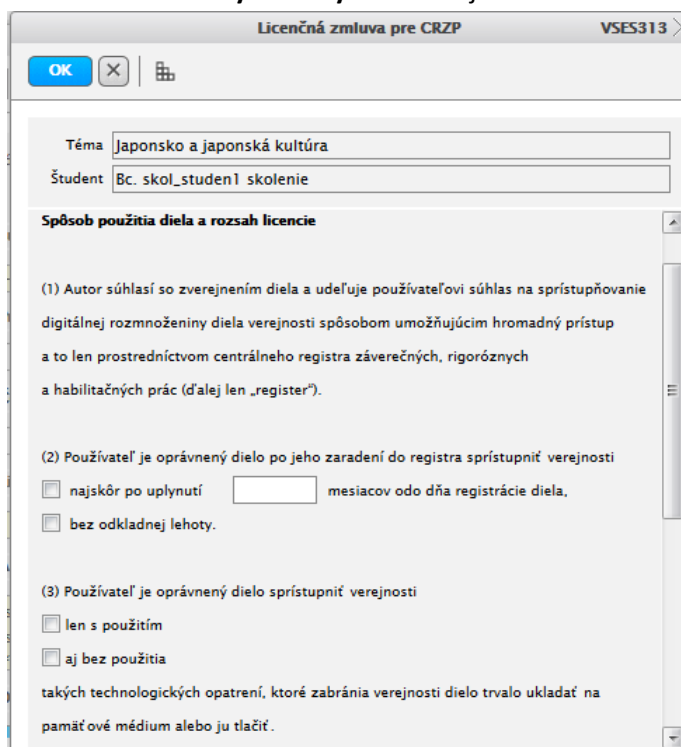 Licenčná zmluva pre CRZP VSES313
OK
Téma Japonsko a japonská kultúra
Študent Bc. skol_studen1 skolenie
Spôsob použitia diela a rozsah licencie
(1) Autor súhlasí so zverejnením diela a udeľuje používateľovi súhlas na sprístupňovanie
digitálnej rozmnoženiny diela verejnosti spôsobom umožňujúcim hromadný prístup
a to len prostredníctvom centrálneho registra záverečných, rigoróznych
a habilitačných prác (ďalej len „register“).
(2) Používateľ je oprávnený dielo po jeho zaradení do registra sprístupniť verejnosti
najskôr po uplynutí mesiacov odo dňa registrácie diela,
bez odkladnej lehoty.
(3) Používateľ je oprávnený dielo sprístupniť verejnosti
len s použitím
aj bez použitia
takých technologických opatrení, ktoré zabránia verejnosti dielo trvalo ukladať na
pamäťové médium alebo ju tlačiť.